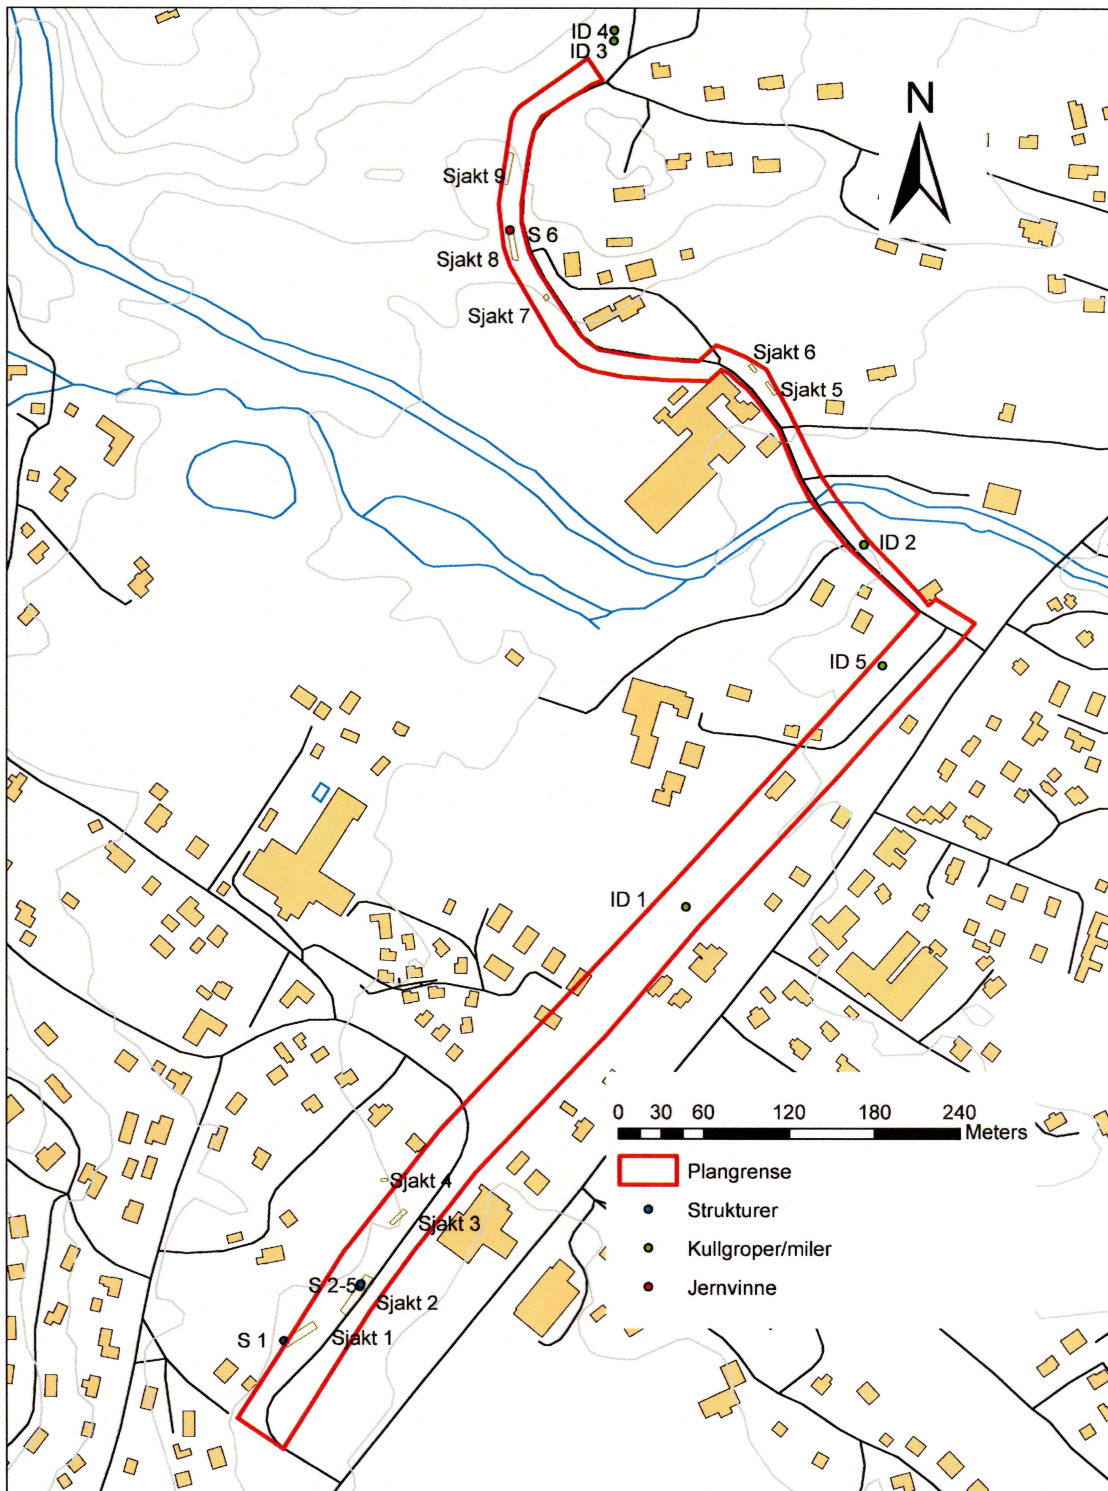 ID 4
ID 3
N
Sjakt 9
S 6
Sjakt 8
Sjakt 7
Sjakt 6
Sjakt 5
ID 2
ID 5
ID 1
0 30 60 120 180 240
Meters
Plangrense
Sjakt 4
Strukturer
Sjakt 3
Kullgroper/miler
S 2-5
Jernvinne
Sjakt 2
S 1
Sjakt 1